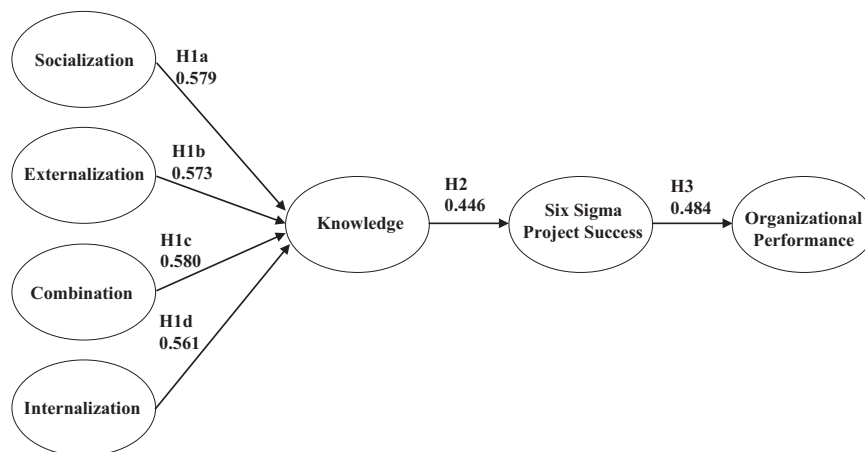 Socialization
H1a
0.579
Externalization
H1b
0.573
Combination
H1c
0.580
Internalization
H1d
0.561
Knowledge
H2
0.446
Six Sigma
Project Success
H3
0.484
Organizational
Performance